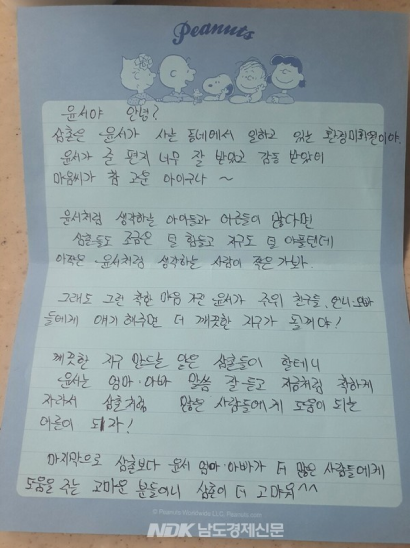 Peanuts
윤서야 안녕?
삼촌은 윤서가 사는 동네에서 일하고 있는 환경미화원이야.
윤서가 준 편지 너무 잘 받았고 감동 받았어
마음씨가 참 고운 아이구나 ~
윤서처럼 생각하는 아이들과 어른들이 많다면
삼촌들도 조금은 덜 힘들고 지구도 덜 아플텐데
아직은 윤서처럼 생각하는 사람이 적은가봐.
그래도 그런 착한 마음 가진 윤서가 주위 친구들, 언니·오빠
들에게 얘기 해주면 더 깨끗한 지구가 될꺼야!
깨끗한 지구 만드는 일은 삼촌들이 할테니
윤서는 엄마·아빠 말씀 잘 듣고 지금처럼 착하게
자라서 삼촌처럼 많은 사람들에게 도움이 되는
어른이 되자!
마지막으로 삼촌보다 윤서 엄마·아빠가 더 많은 사람들에게
도움을 주는 고마운 분들이니 삼촌이 더 고마워^^
© Peanuts Worldwide LLC, Peanuts.com
NDK 남도경제신문